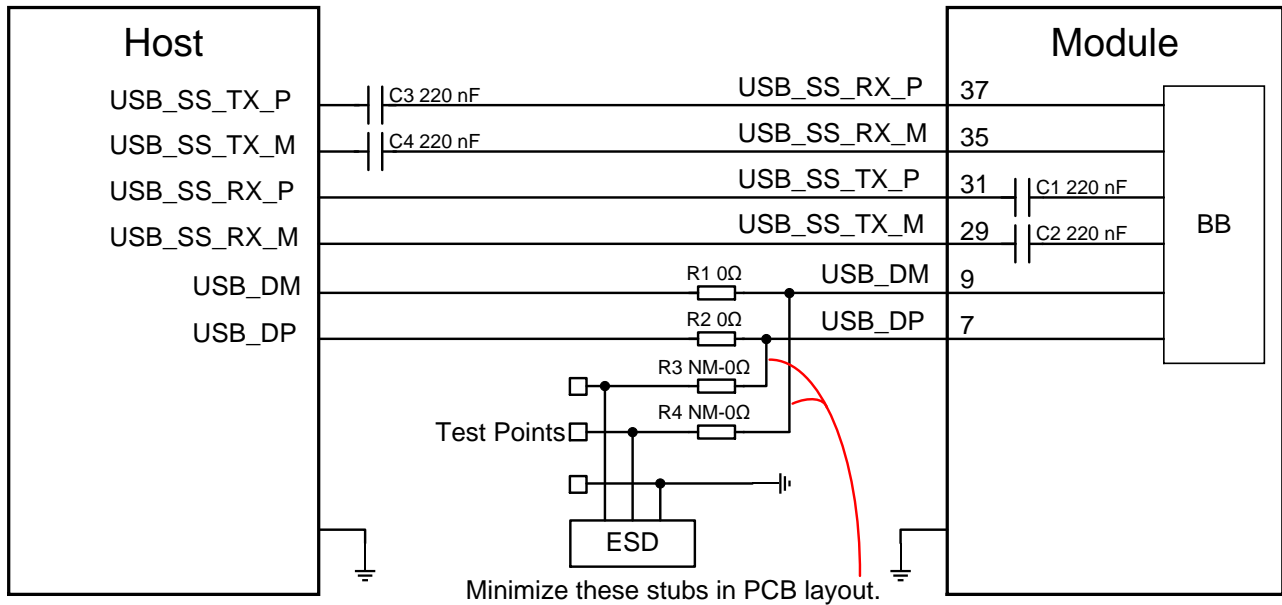 Host
Module
USB_SS_TX_P
C3 220 nF
USB_SS_RX_P
37
USB_SS_TX_M
C4 220 nF
USB_SS_RX_M
35
USB_SS_RX_P
USB_SS_TX_P
31
C1 220 nF
USB_SS_RX_M
USB_SS_TX_M
29
C2 220 nF
BB
USB_DM
R1 0Ω
USB_DM
9
USB_DP
R2 0Ω
USB_DP
7
R3 NM-0Ω
R4 NM-0Ω
Test Points
ESD
Minimize these stubs in PCB layout.